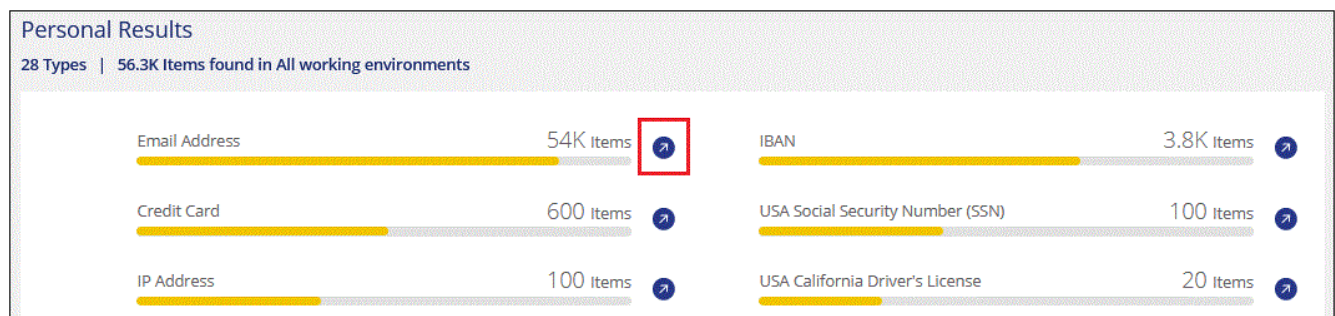 Personal Results
28 Types | 56.3K Items found in All working environments
Email Address 54K Items
IBAN 3.8K Items
Credit Card 600 Items
USA Social Security Number (SSN) 100 Items
IP Address 100 Items
USA California Driver's License 20 Items